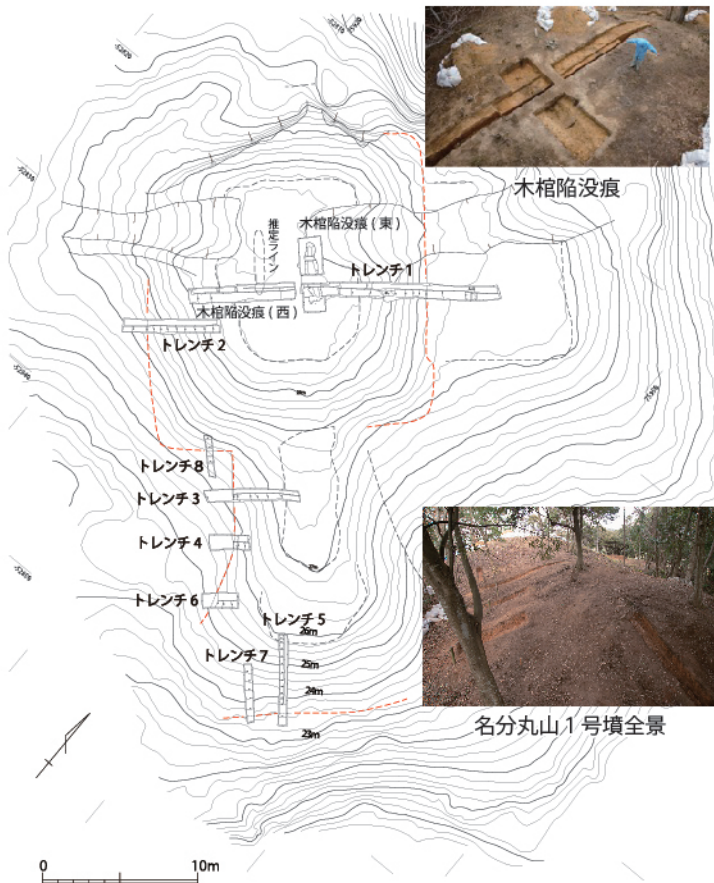 木棺陥没痕
木棺陥没痕（東）
推定ライン
トレンチ1
木棺陥没痕（西）
トレンチ2
トレンチ8
トレンチ3
トレンチ4
トレンチ6
トレンチ5
26m
トレンチ7
25m
24m
23m
名分丸山１号墳全景
0
10m